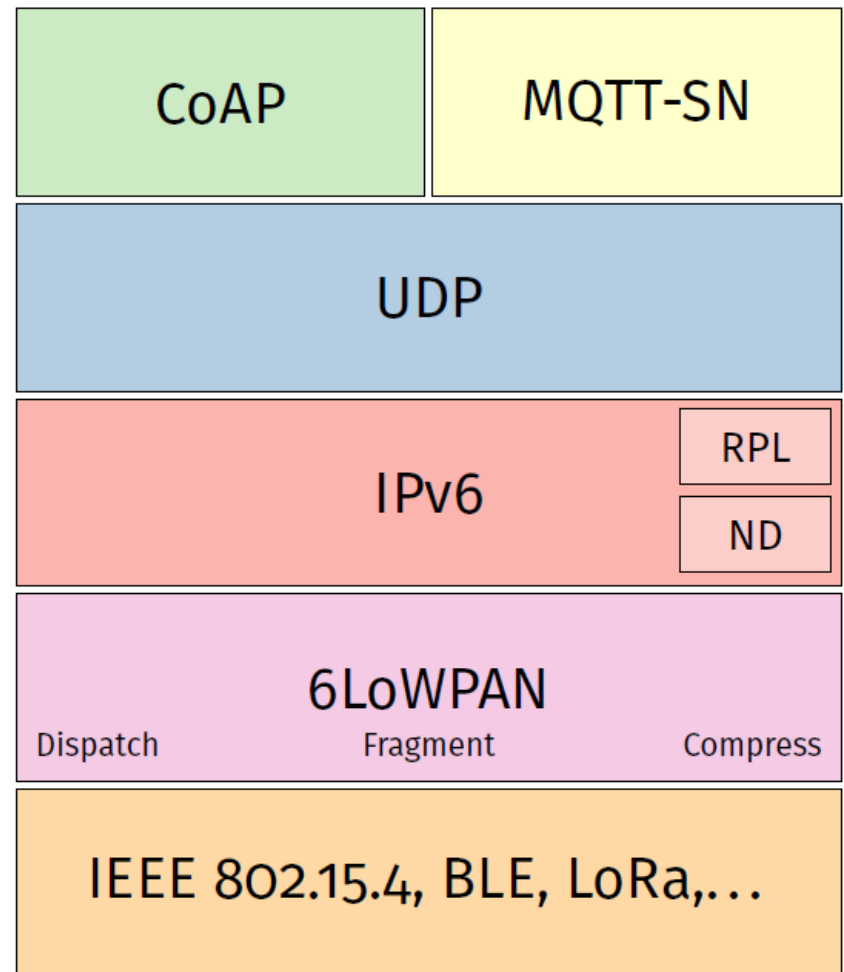 CoAP
MQTT-SN
UDP
IPv6
RPL
ND
6LoWPAN
Dispatch Fragment Compress
IEEE 802.15.4, BLE, LoRa,...